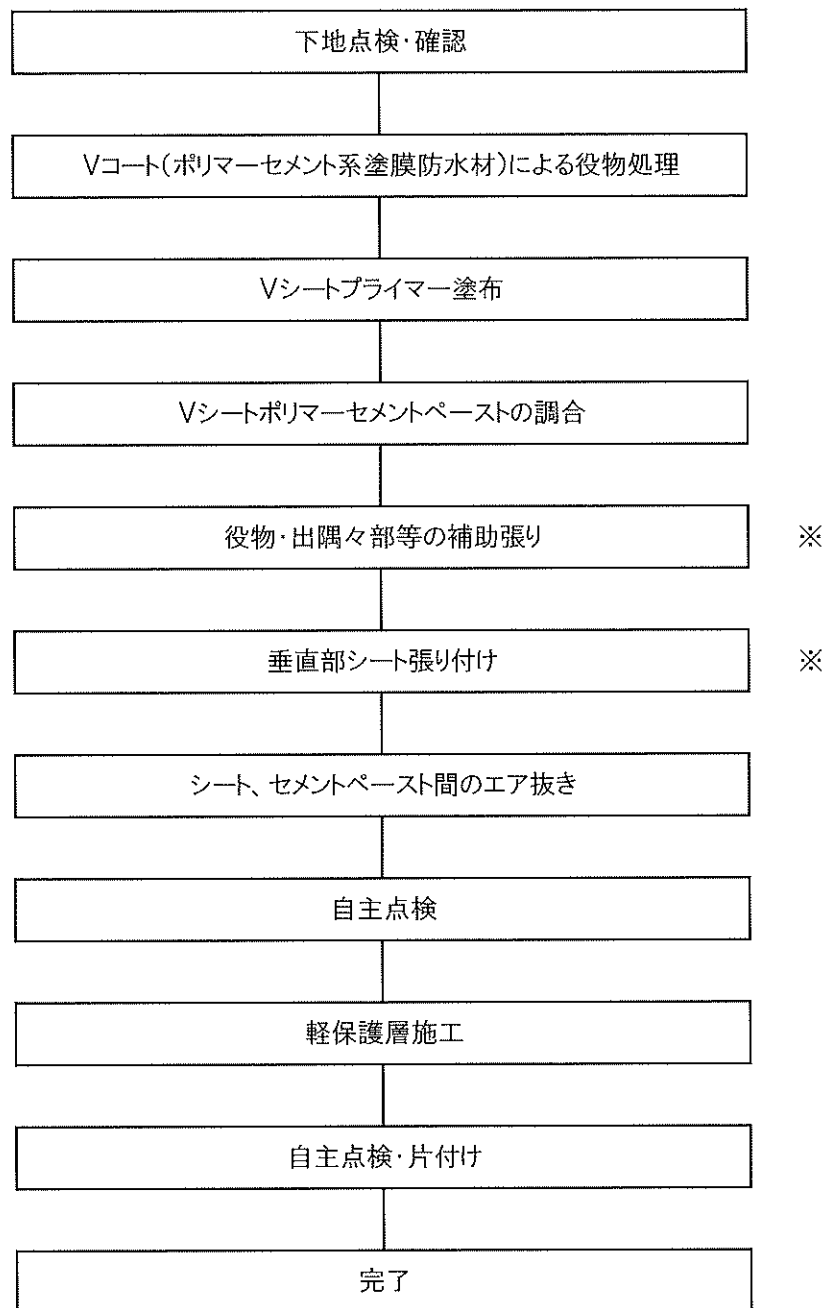 下地点検・確認
Vコート(ポリマーセメント系塗膜防水材)による役物処理
Vシートプライマー塗布
Vシートポリマーセメントペーストの調合
役物・出隅々部等の補助張り ※
垂直部シート張り付け ※
シート、セメントペースト間のエア抜き
自主点検
軽保護層施工
自主点検・片付け
完了